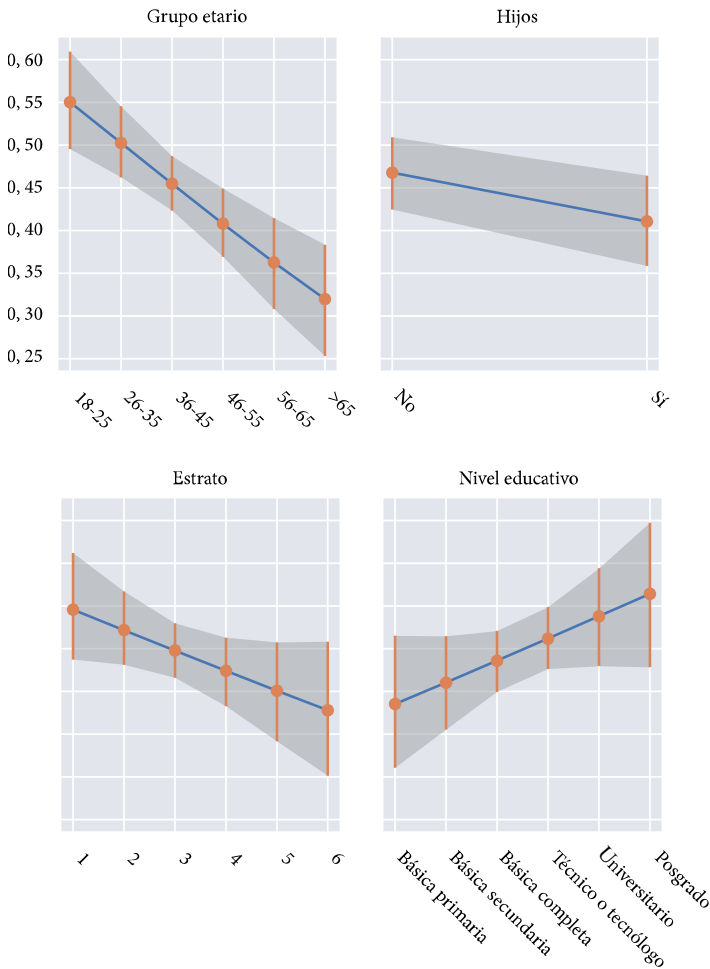 Grupo etario
Hijos
0, 60
0, 55
0, 50
0, 45
0, 40
0, 35
0, 30
0, 25
18-25
26-35
36-45
46-55
56-65
>65
No
Sí
Estrato
Nivel educativo
1
2
3
4
5
6
Básica primaria
Básica secundaria
Básica completa
Técnico o tecnólogo
Universitario
Posgrado